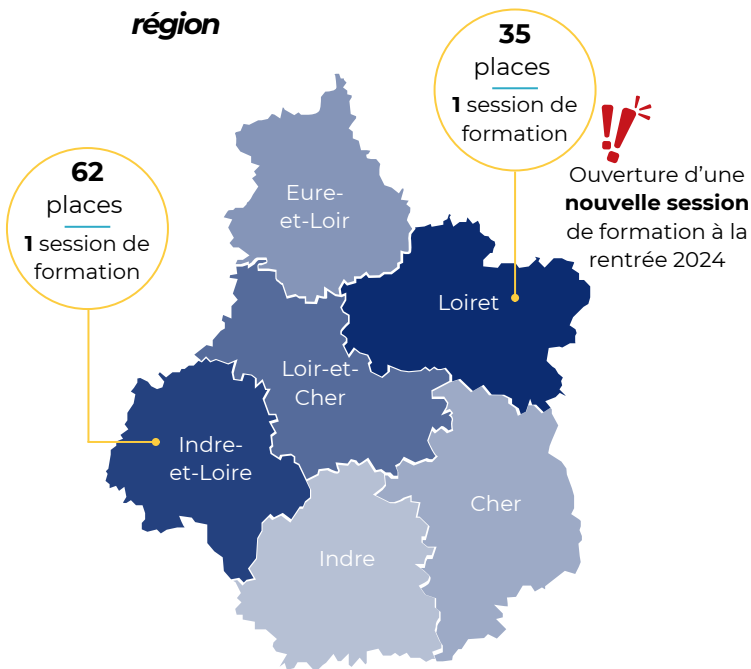 région
35
places
1 session de
formation
Ouverture d’une
nouvelle session
de formation à la
rentrée 2024
62
places
1 session de
formation
Eure-
et-Loir
Loiret
Loir-et-
Cher
Indre-
et-Loire
Cher
Indre